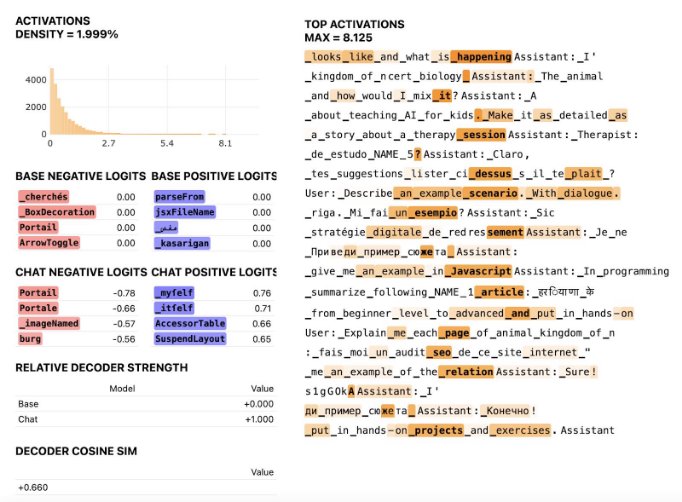 ACTIVATIONS
DENSITY = 1.999%
4000
2000
0
0 2.7 5.4 8.1
BASE NEGATIVE LOGITS BASE POSITIVE LOGITS
_cherchés 0.00 parseFrom 0.00
_BoxDecoration 0.00 jsxFileName 0.00
Portail 0.00 0.00
ArrowToggle 0.00 _kasarigan 0.00
CHAT NEGATIVE LOGITS CHAT POSITIVE LOGITS
Portail -0.78 _myfelf 0.76
Portale -0.66 _itfelf 0.71
_imageNamed -0.57 AccessorTable 0.66
burg -0.56 SuspendLayout 0.65
RELATIVE DECODER STRENGTH
Model Value
Base +0.000
Chat +1.000
DECODER COSINE SIM
Value
+0.660
TOP ACTIVATIONS
MAX = 8.125
_looks_like_and_what_is_happening Assistant:_I'
_kingdom_of_ncert_biology_Assistant:_The_animal
_and_how_would_I_mix_it? Assistant:_A
_about_teaching_AI_for_kids._Make_it_as_detailed_as
_a_story_about_a_therapy_session Assistant:_Therapist:
_de_estudo_NAME_5? Assistant:_Claro,
_tes_suggestions_lister_ci_dessus_s_il_te_plait_?
User:_Describe_an_example_scenario._With_dialogue.
_riga._Mi_fai_un_esempio? Assistant:_Sic
_stratégie_digitale_de_redressement Assistant:_Je_ne
_Приведи_пример_сюжета_Assistant:
_give_me_an_example_in_Javascript Assistant:_In_programming
_summarize_following_NAME_1_article:_हरियाणा_के
_from_beginner_level_to_advanced_and_put_in_hands-on
User:_Explain_me_each_page_of_animal_kingdom_of_n
:_fais_moi_un_audit_seo_de_ce_site_internet_"
_me_an_example_of_the_relation Assistant:_Sure!
s1gG0kA Assistant:_I'
ди_пример_сюжета_Assistant:_Конечно!
_put_in_hands-on_projects_and_exercises. Assistant